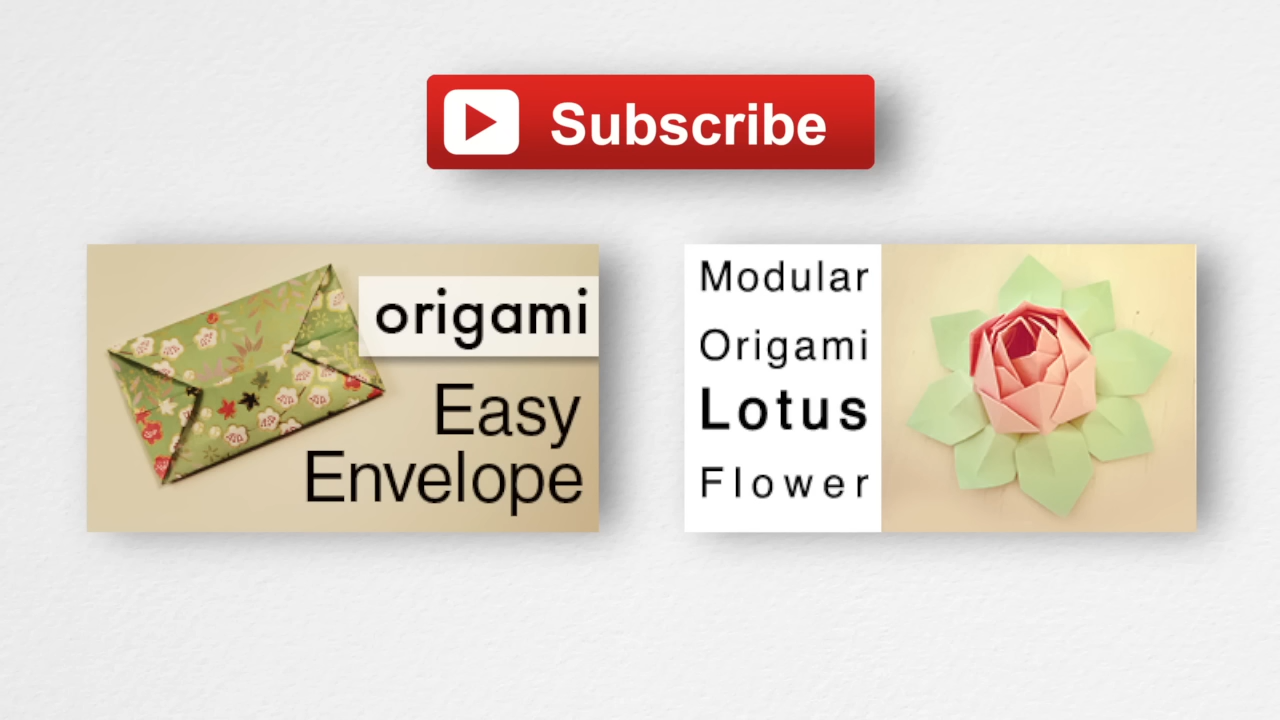 Subscribe
origami
Easy
Envelope
Modular
Origami
Lotus
Flower